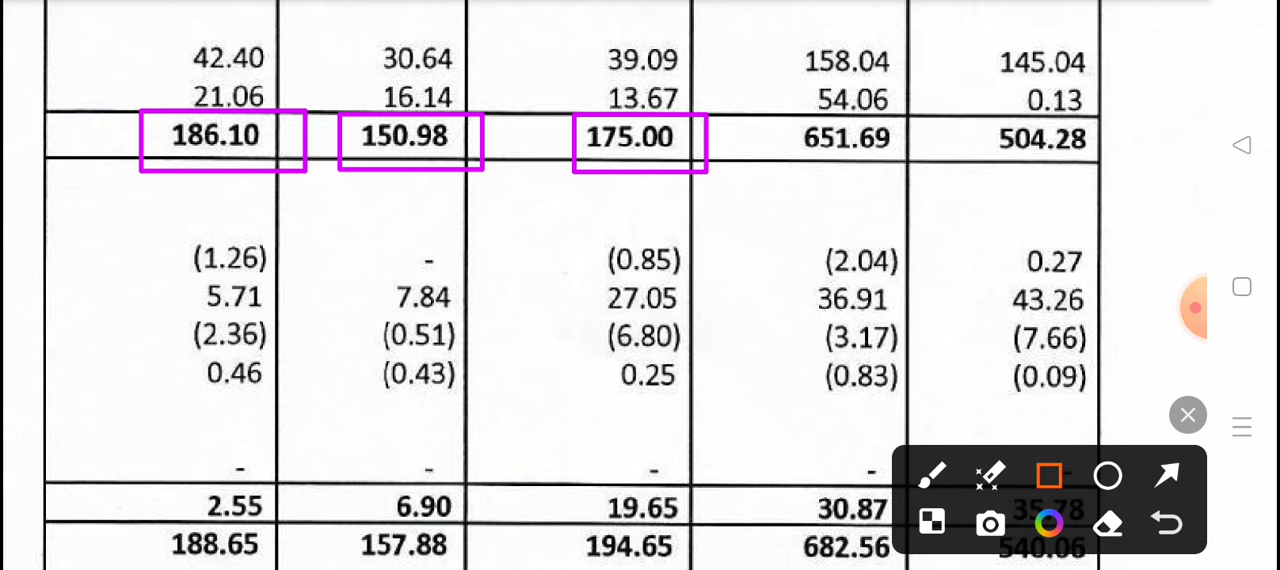 42.40 30.64 39.09 158.04 145.04
21.06 16.14 13.67 54.06 0.13
186.10 150.98 175.00 651.69 504.28
(1.26) - (0.85) (2.04) 0.27
5.71 7.84 27.05 36.91 43.26
(2.36) (0.51) (6.80) (3.17) (7.66)
0.46 (0.43) 0.25 (0.83) (0.09)
- - - - -
2.55 6.90 19.65 30.87 35.78
188.65 157.88 194.65 682.56 540.06